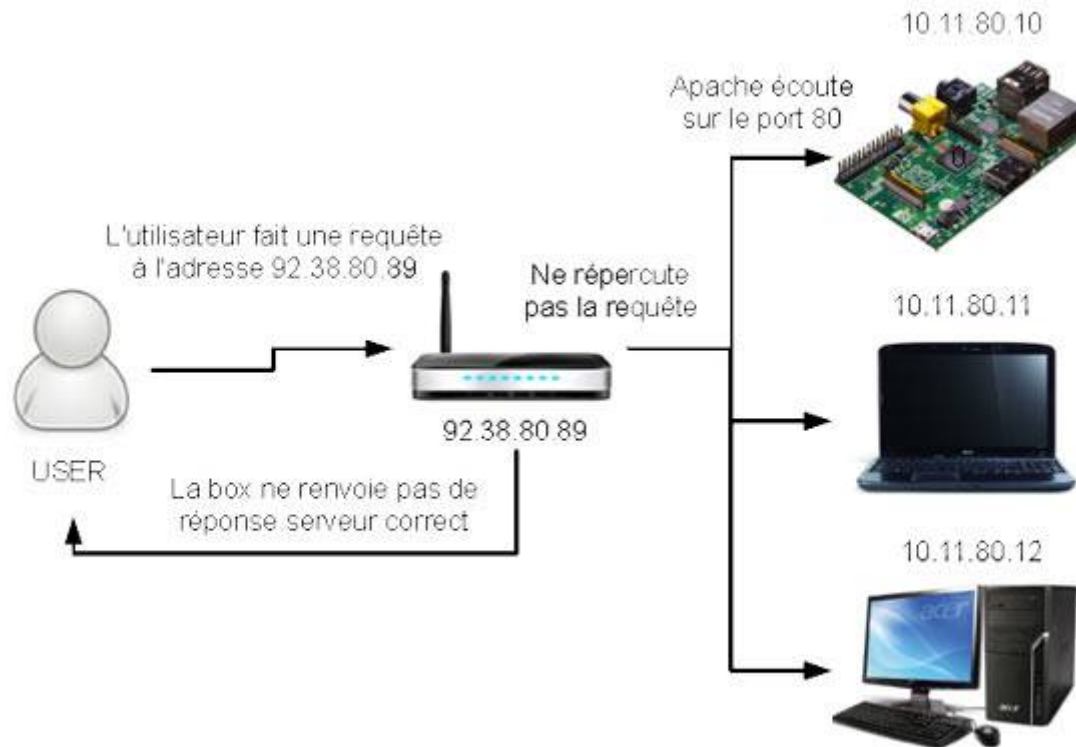 10.11.80.10
Apache écoute
sur le port 80
L'utilisateur fait une requête
à l'adresse 92.38.80.89
Ne répercute
pas la requête
10.11.80.11
92.38.80.89
USER
La box ne renvoie pas de
réponse serveur correct
10.11.80.12
acer
acer